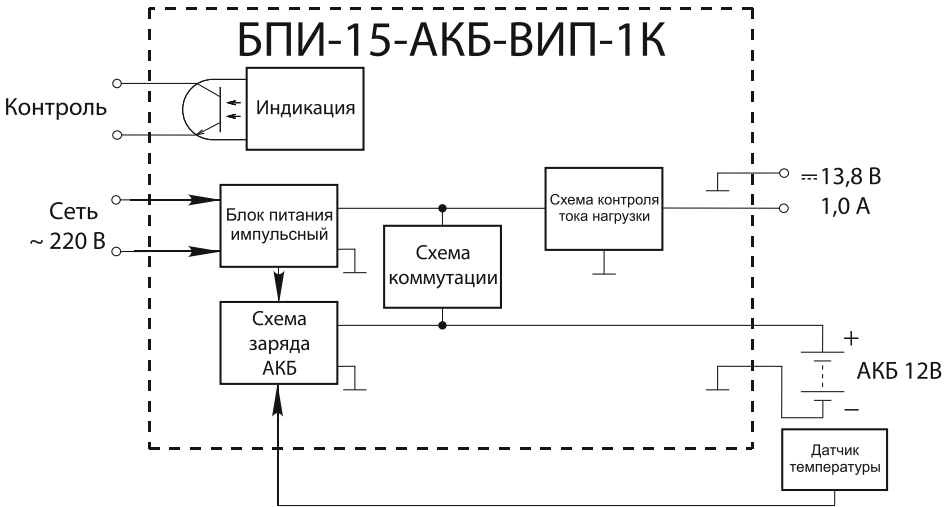 БПИ-15-АКБ-ВИП-1К
Контроль
Индикация
Сеть
~ 220 В
Блок питания
импульсный
Схема
коммутации
Схема контроля
тока нагрузки
13,8 В
1,0 А
Схема
заряда
АКБ
+
АКБ 12В
−
Датчик
температуры